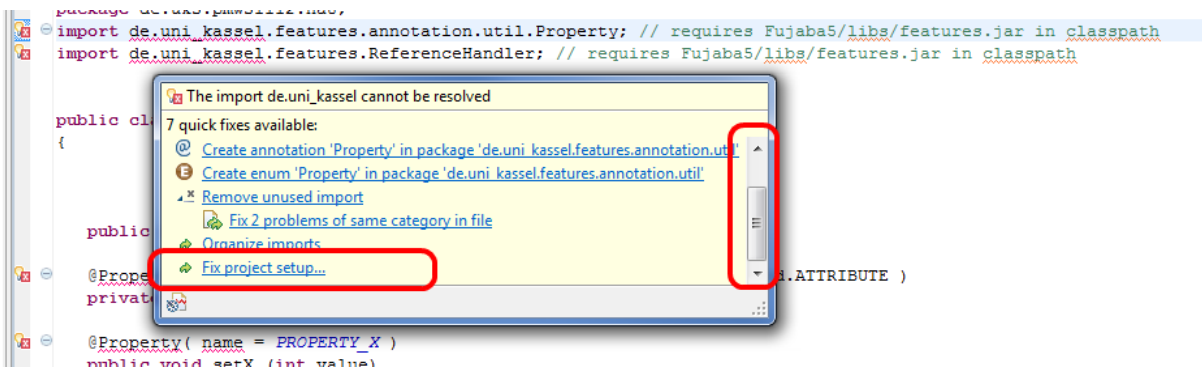 import de.uni_kassel.features.annotation.util.Property; // requires Fujaba5/libs/features.jar in classpath
import de.uni_kassel.features.ReferenceHandler; // requires Fujaba5/libs/features.jar in classpath
The import de.uni_kassel cannot be resolved
public cl
7 quick fixes available:
{
Create annotation 'Property' in package 'de.uni_kassel.features.annotation.util'
Create enum 'Property' in package 'de.uni_kassel.features.annotation.util'
Remove unused import
Fix 2 problems of same category in file
public
Organize imports
Fix project setup...
@Prope
.ATTRIBUTE )
privat
@Property( name = PROPERTY_X )
public void setX (int value)